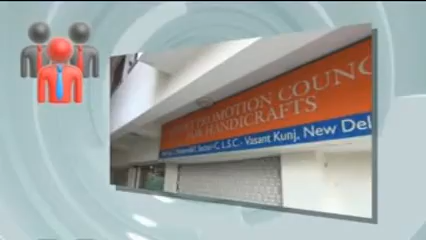 PROMOTION COUNC
FOR HANDICRAFTS
Sector-C, L.S.C.- Vasant Kunj, New Del